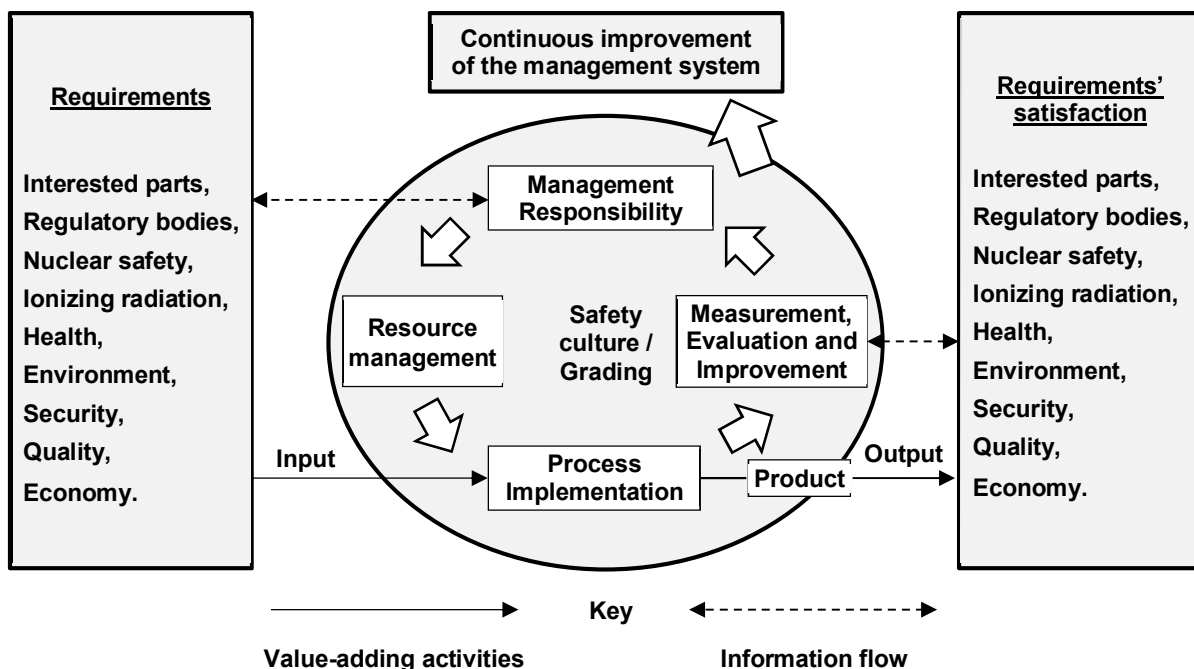 Continuous improvement
of the management system
Requirements
Interested parts,
Regulatory bodies,
Nuclear safety,
Ionizing radiation,
Health,
Environment,
Security,
Quality,
Economy.
Management
Responsibility
Resource
management
Safety
culture /
Grading
Measurement,
Evaluation and
Improvement
Input
Process
Implementation
Product
Output
Requirements’
satisfaction
Interested parts,
Regulatory bodies,
Nuclear safety,
Ionizing radiation,
Health,
Environment,
Security,
Quality,
Economy.
Key
Value-adding activities
Information flow